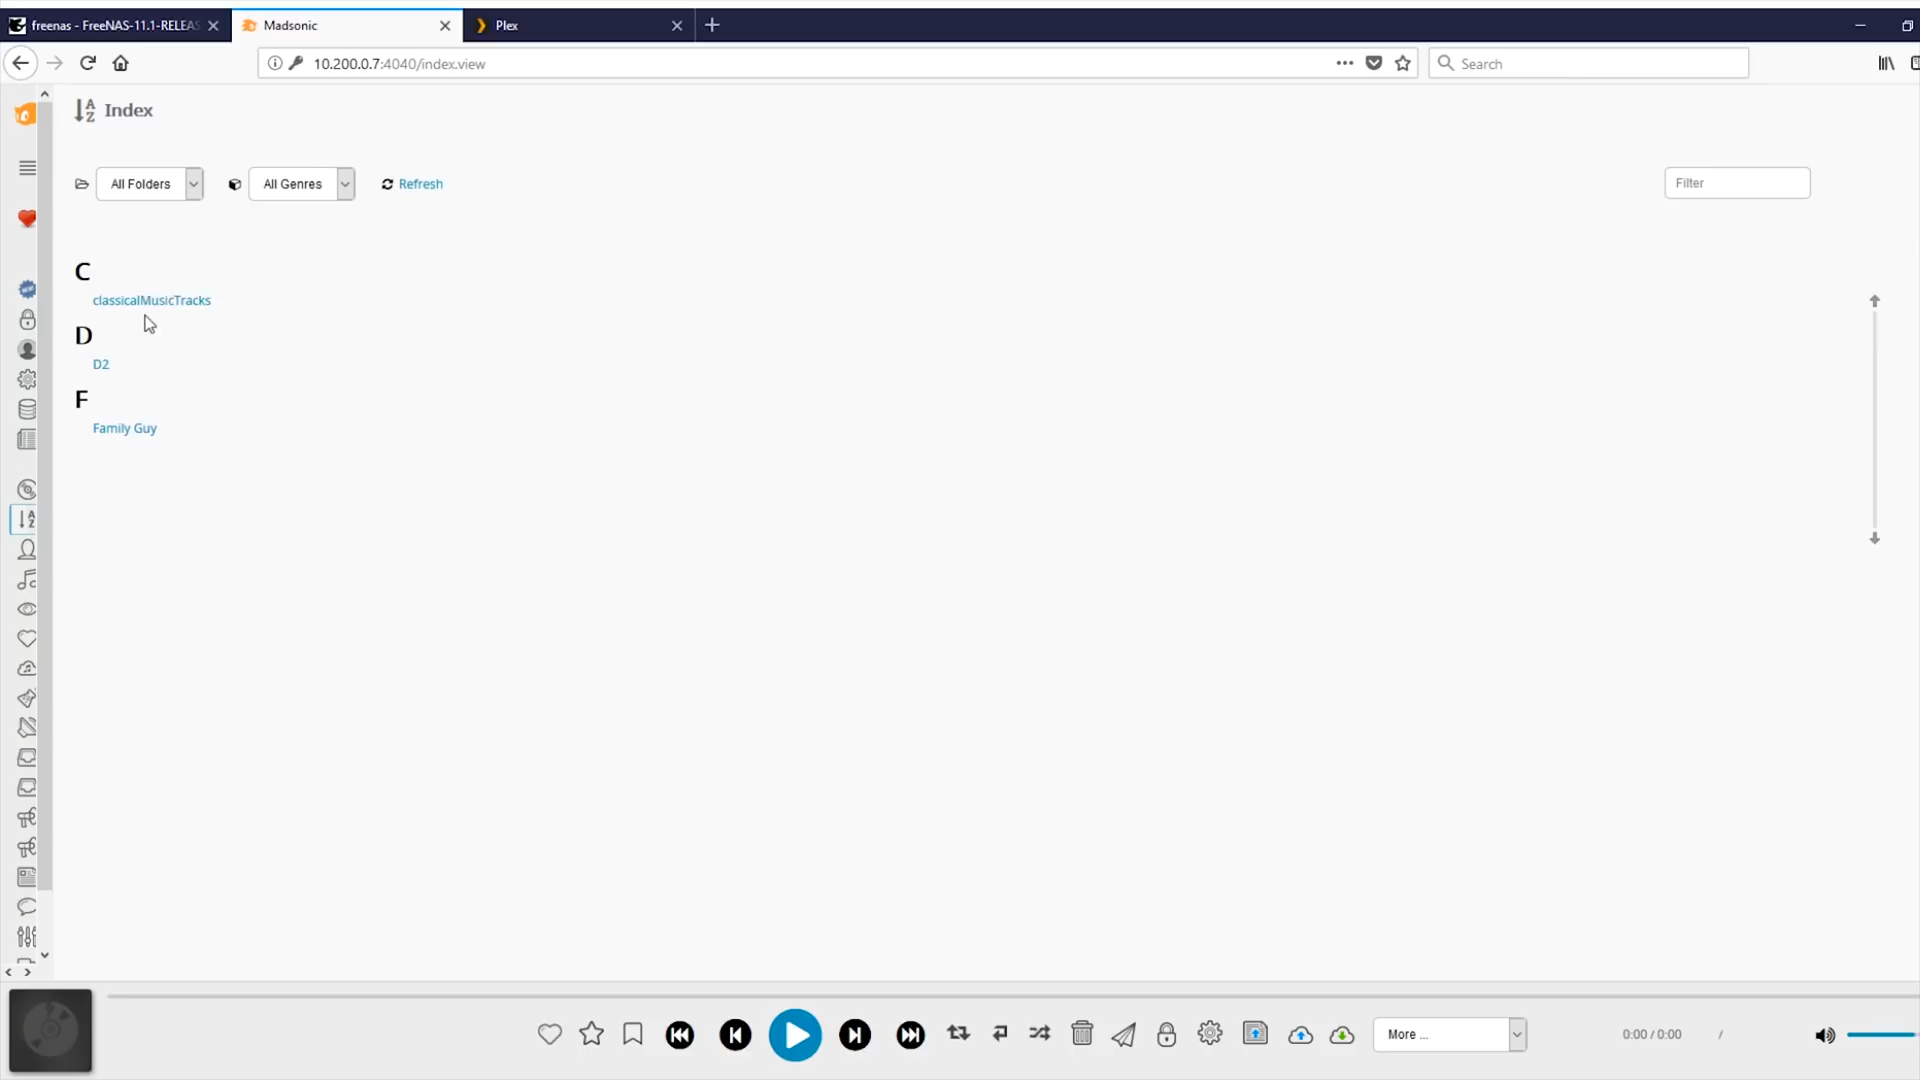 freenas - FreeNAS-11.1-RELEAS
Madsonic
Plex
10.200.0.7:4040/index.view
Search
Index
All Folders
All Genres
Refresh
Filter
C
classicalMusicTracks
D
D2
F
Family Guy
More ...
0:00 / 0:00
/